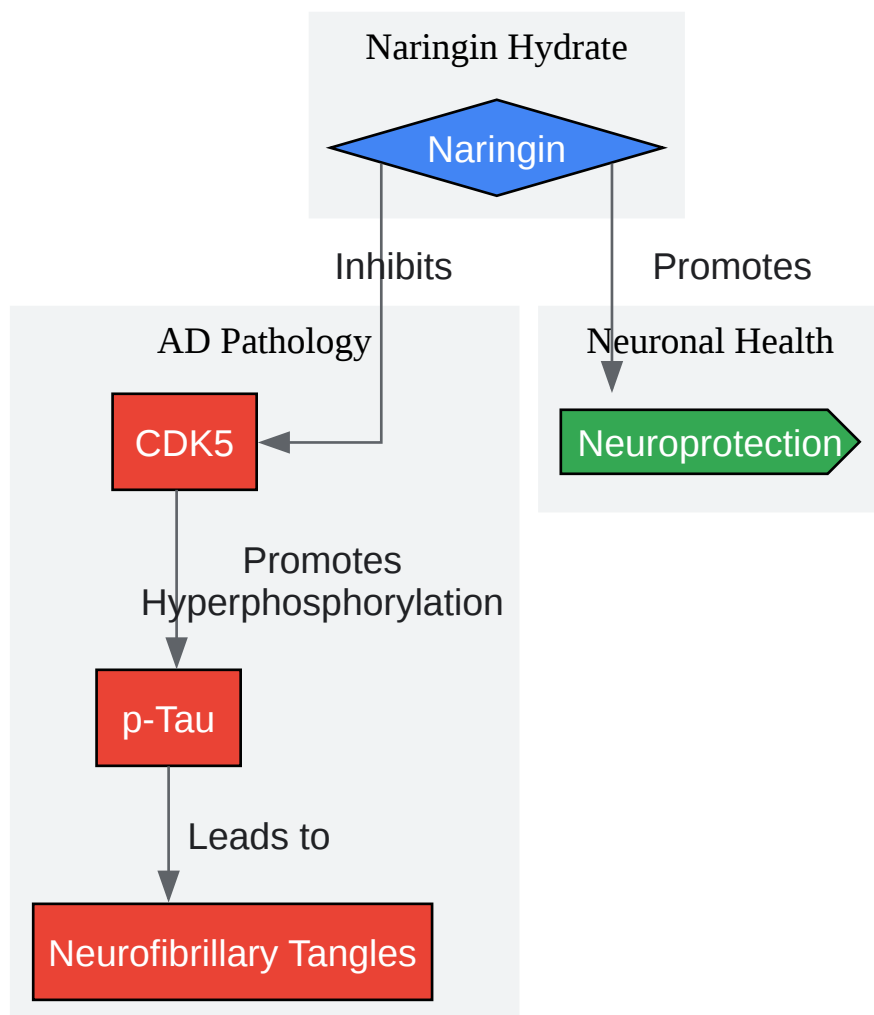 Naringin Hydrate
Naringin
Inhibits
Promotes
AD Pathology
Neuronal Health
CDK5
Neuroprotection
Promotes
Hyperphosphorylation
p-Tau
Leads to
Neurofibrillary Tangles